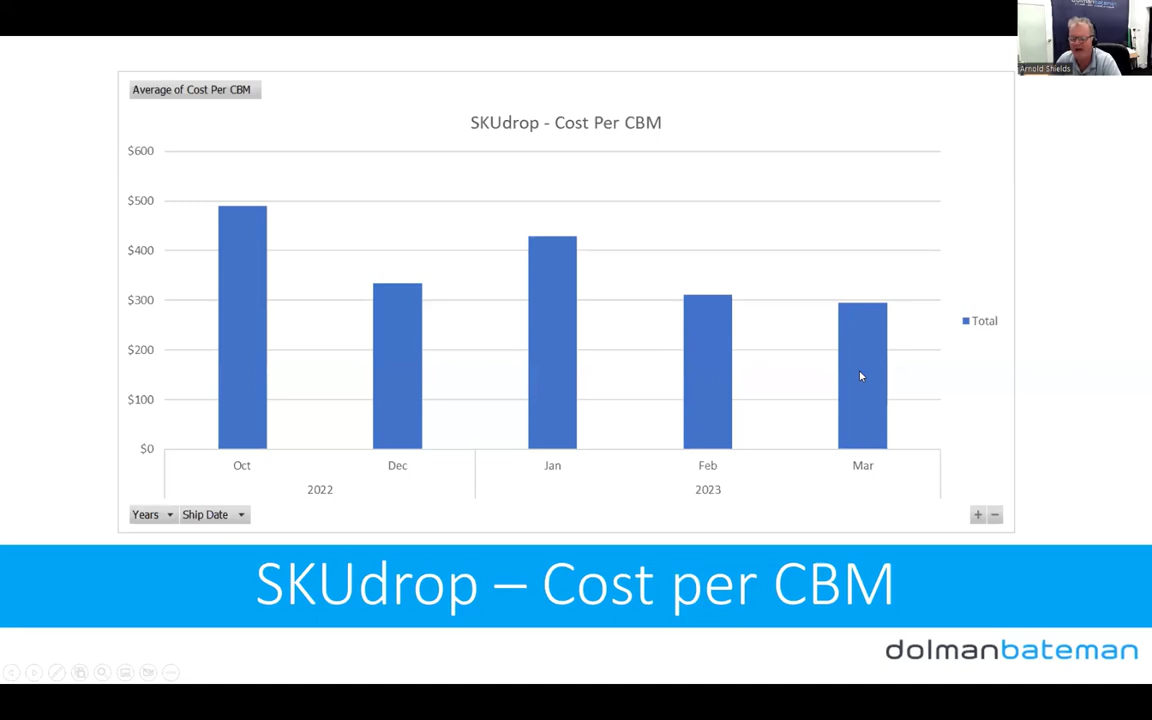 dolmanbateman
Arnold Shields
Average of Cost Per CBM
SKUdrop - Cost Per CBM
$600
$500
$400
$300
$200
$100
$0
Total
Oct Dec Jan Feb Mar
2022 2023
Years Ship Date
+ −
SKUdrop – Cost per CBM
dolmanbateman